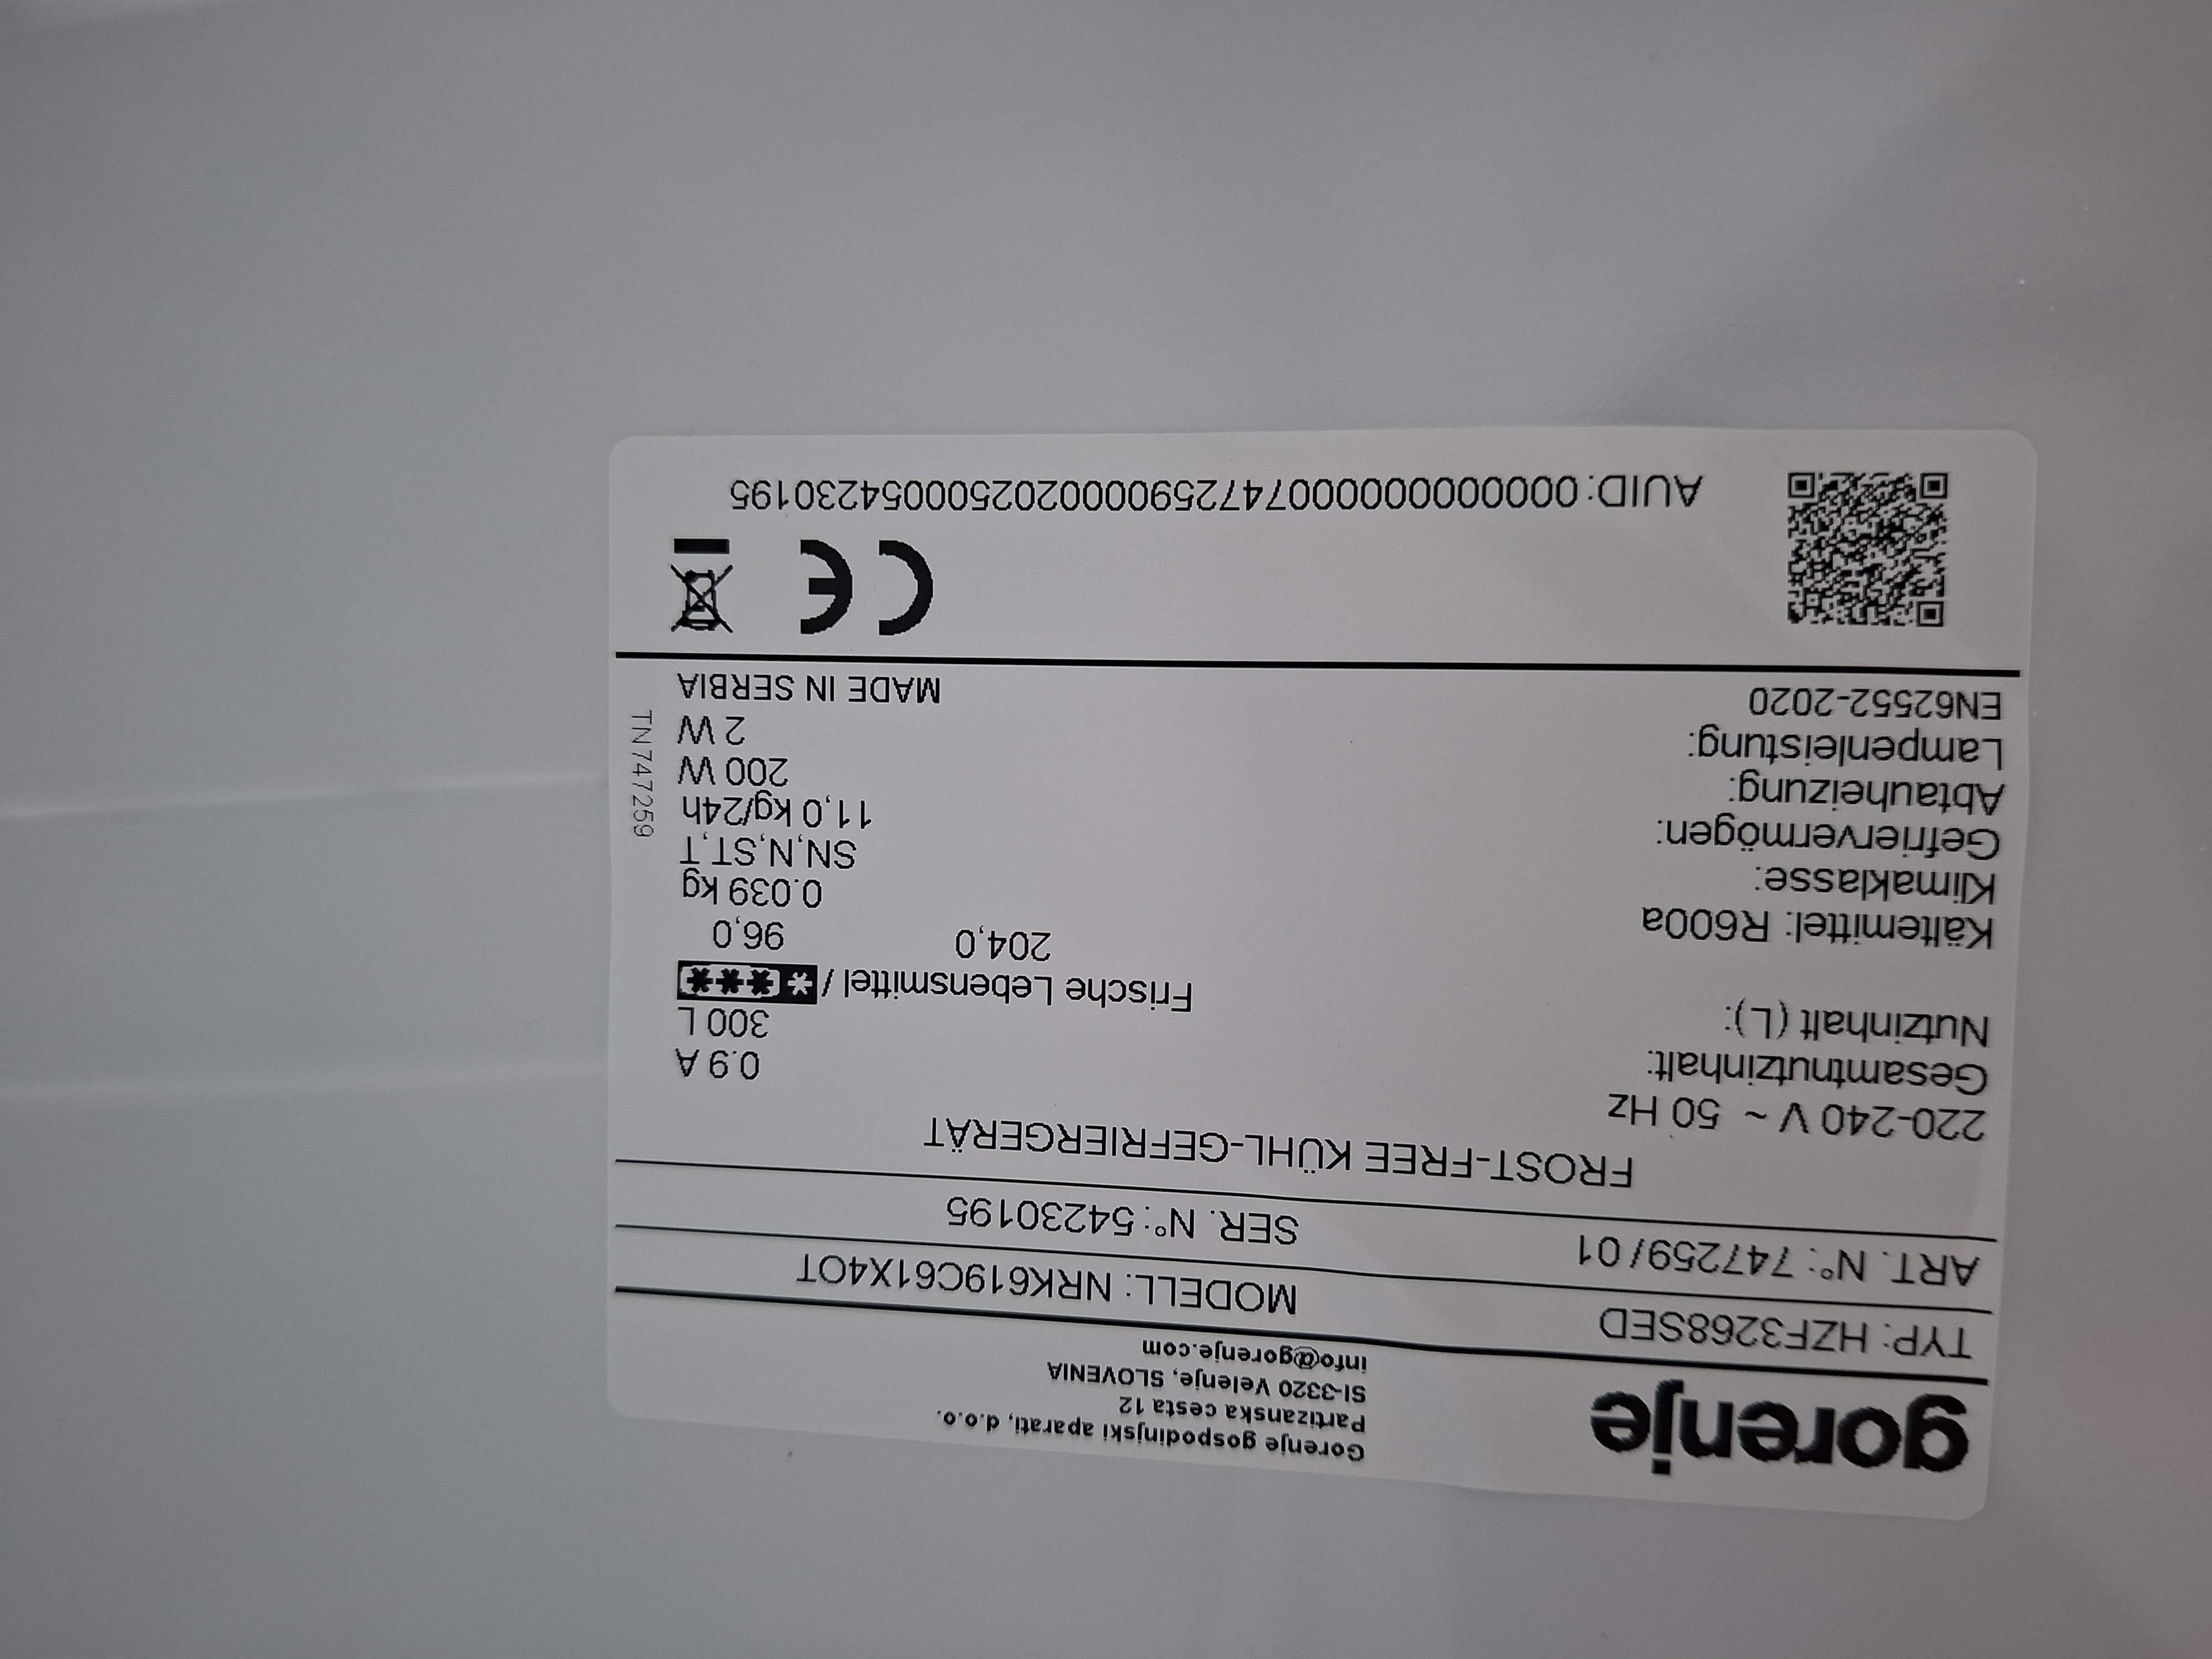 gorenje
Gorenje gospodinjski aparati, d.o.o.
Partizanska cesta 12
SI-3320 Velenje, SLOVENIA
info@gorenje.com
TYP: HZF3268SED MODELL: NRK619C61X4OT
ART. N°: 747259/01 SER. N°: 54230195
FROST-FREE KÜHL-GEFRIERGERÄT
220-240 V ~ 50 Hz 0.9 A
Gesamtnutzinhalt: 300 L
Nutzinhalt (L): Frische Lebensmittel /
204,0 96,0
Kältemittel: R600a 0.039 kg
Klimaklasse: SN,N,ST,T
Gefriervermögen: 11,0 kg/24h
Abtauheizung: 200 W
Lampenleistung: 2 W
EN62552-2020 MADE IN SERBIA
TN747259
CE